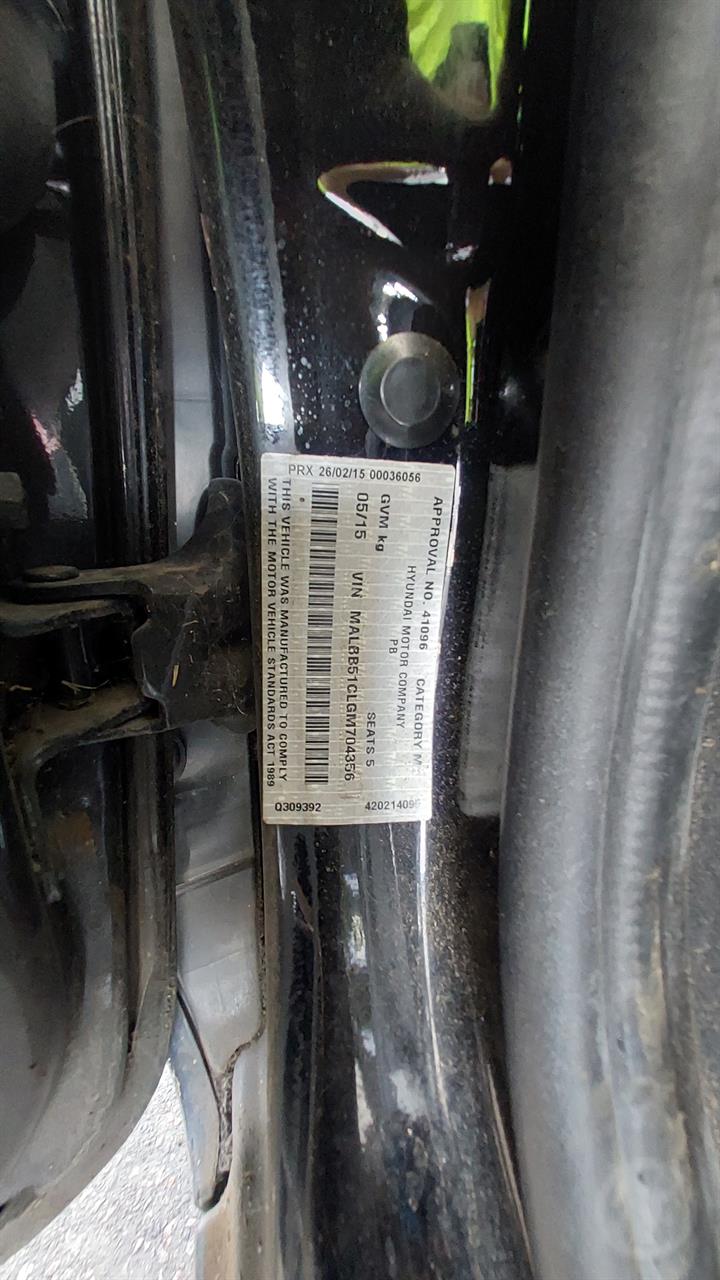 PRX 26/02/15 00036056
APPROVAL NO. 41096 CATEGORY M
HYUNDAI MOTOR COMPANY
PB
GVM kg SEATS 5
05/15 VIN MALBB51CLGM704356
THIS VEHICLE WAS MANUFACTURED TO COMPLY
WITH THE MOTOR VEHICLE STANDARDS ACT 1989
Q309392 42021409